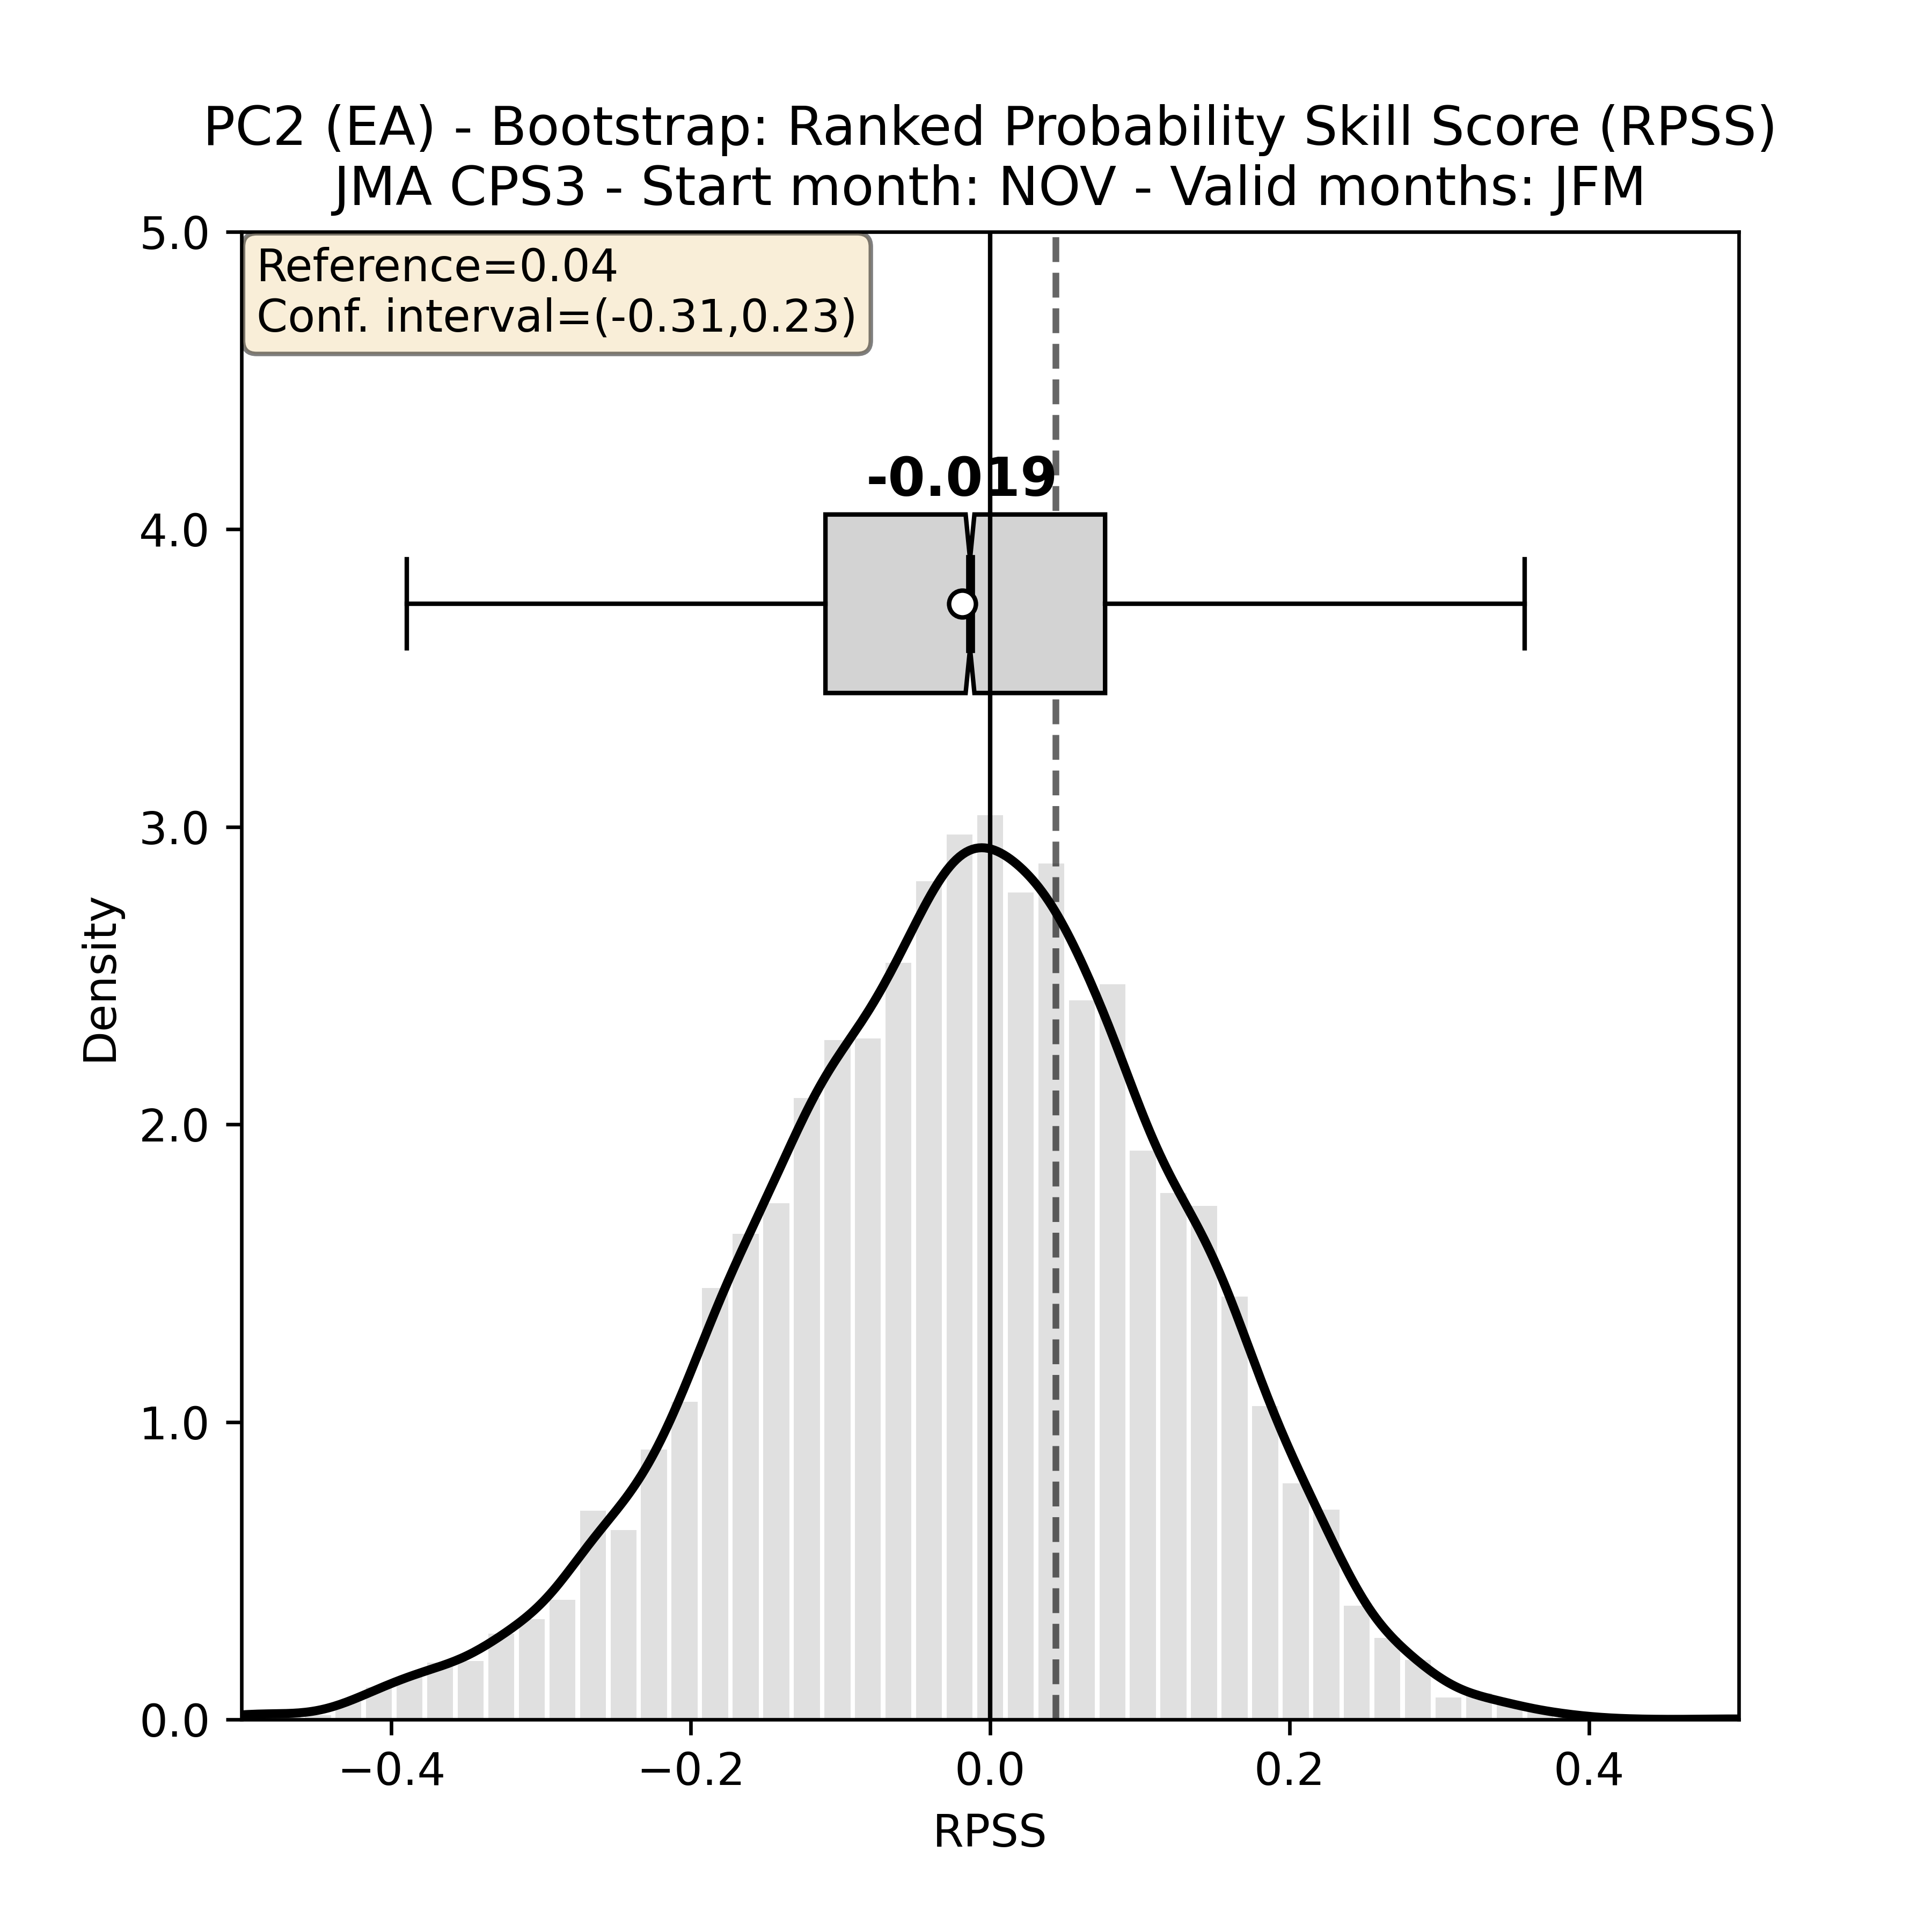 PC2 (EA) - Bootstrap: Ranked Probability Skill Score (RPSS)
JMA CPS3 - Start month: NOV - Valid months: JFM
Reference=0.04
Conf. interval=(-0.31,0.23)
-0.019
5.0
4.0
3.0
2.0
1.0
0.0
Density
−0.4 −0.2 0.0 0.2 0.4
RPSS